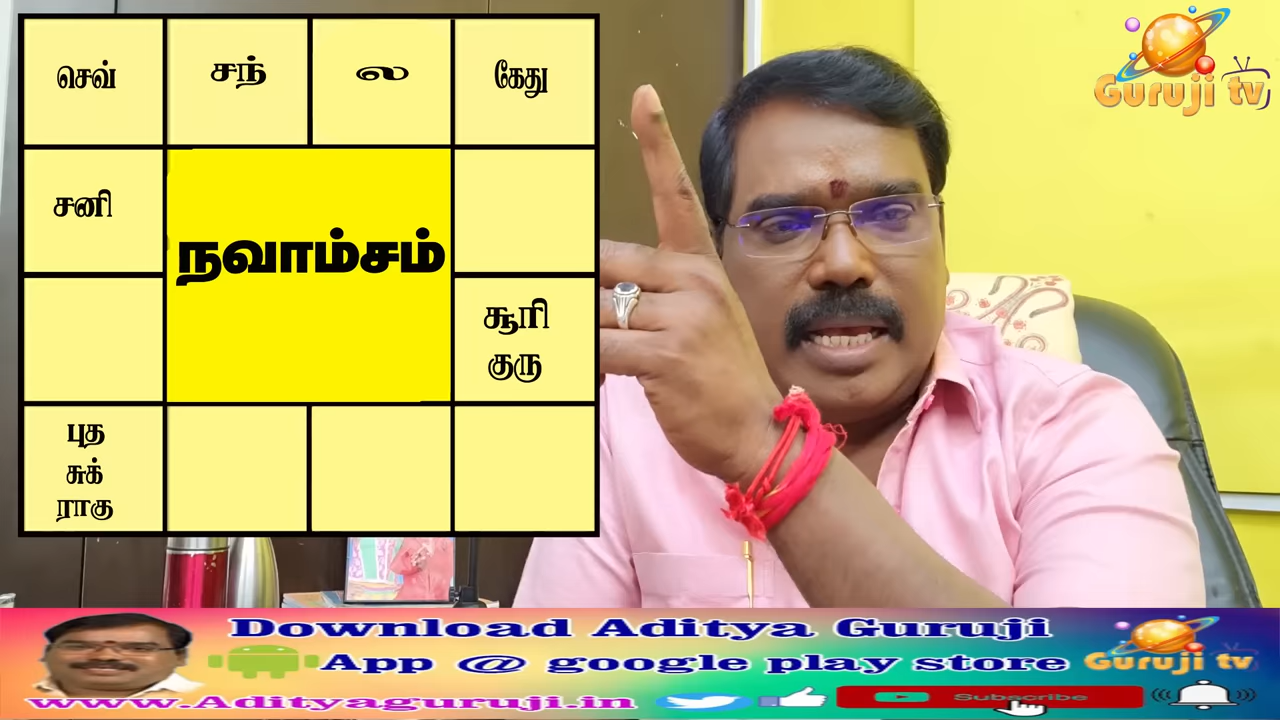 செவ்
சந்
ல
கேது
சனி
நவாம்சம்
சூரி
குரு
புத
சுக்
ராகு
Guruji tv
Download Aditya Guruji
App @ google play store
Guruji tv
www.Adityaguruji.in
Subscribe